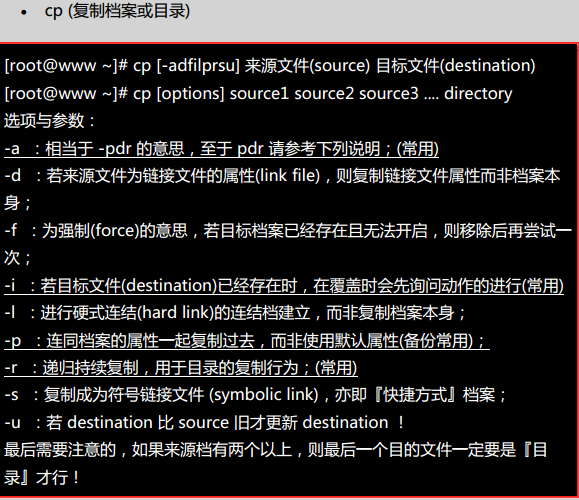 • cp (复制档案或目录)
[root@www ~]# cp [-adfilprsu] 来源文件(source) 目标文件(destination)
[root@www ~]# cp [options] source1 source2 source3 .... directory
选项与参数：
-a ：相当于 -pdr 的意思，至于 pdr 请参考下列说明；(常用)
-d ：若来源文件为链接文件的属性(link file)，则复制链接文件属性而非档案本
身；
-f ：为强制(force)的意思，若目标档案已经存在且无法开启，则移除后再尝试一
次；
-i ：若目标文件(destination)已经存在时，在覆盖时会先询问动作的进行(常用)
-l ：进行硬式连结(hard link)的连结档建立，而非复制档案本身；
-p ：连同档案的属性一起复制过去，而非使用默认属性(备份常用)；
-r ：递归持续复制，用于目录的复制行为；(常用)
-s ：复制成为符号链接文件 (symbolic link)，亦即『快捷方式』档案；
-u ：若 destination 比 source 旧才更新 destination ！
最后需要注意的，如果来源档有两个以上，则最后一个目的文件一定要是『目
录』才行！